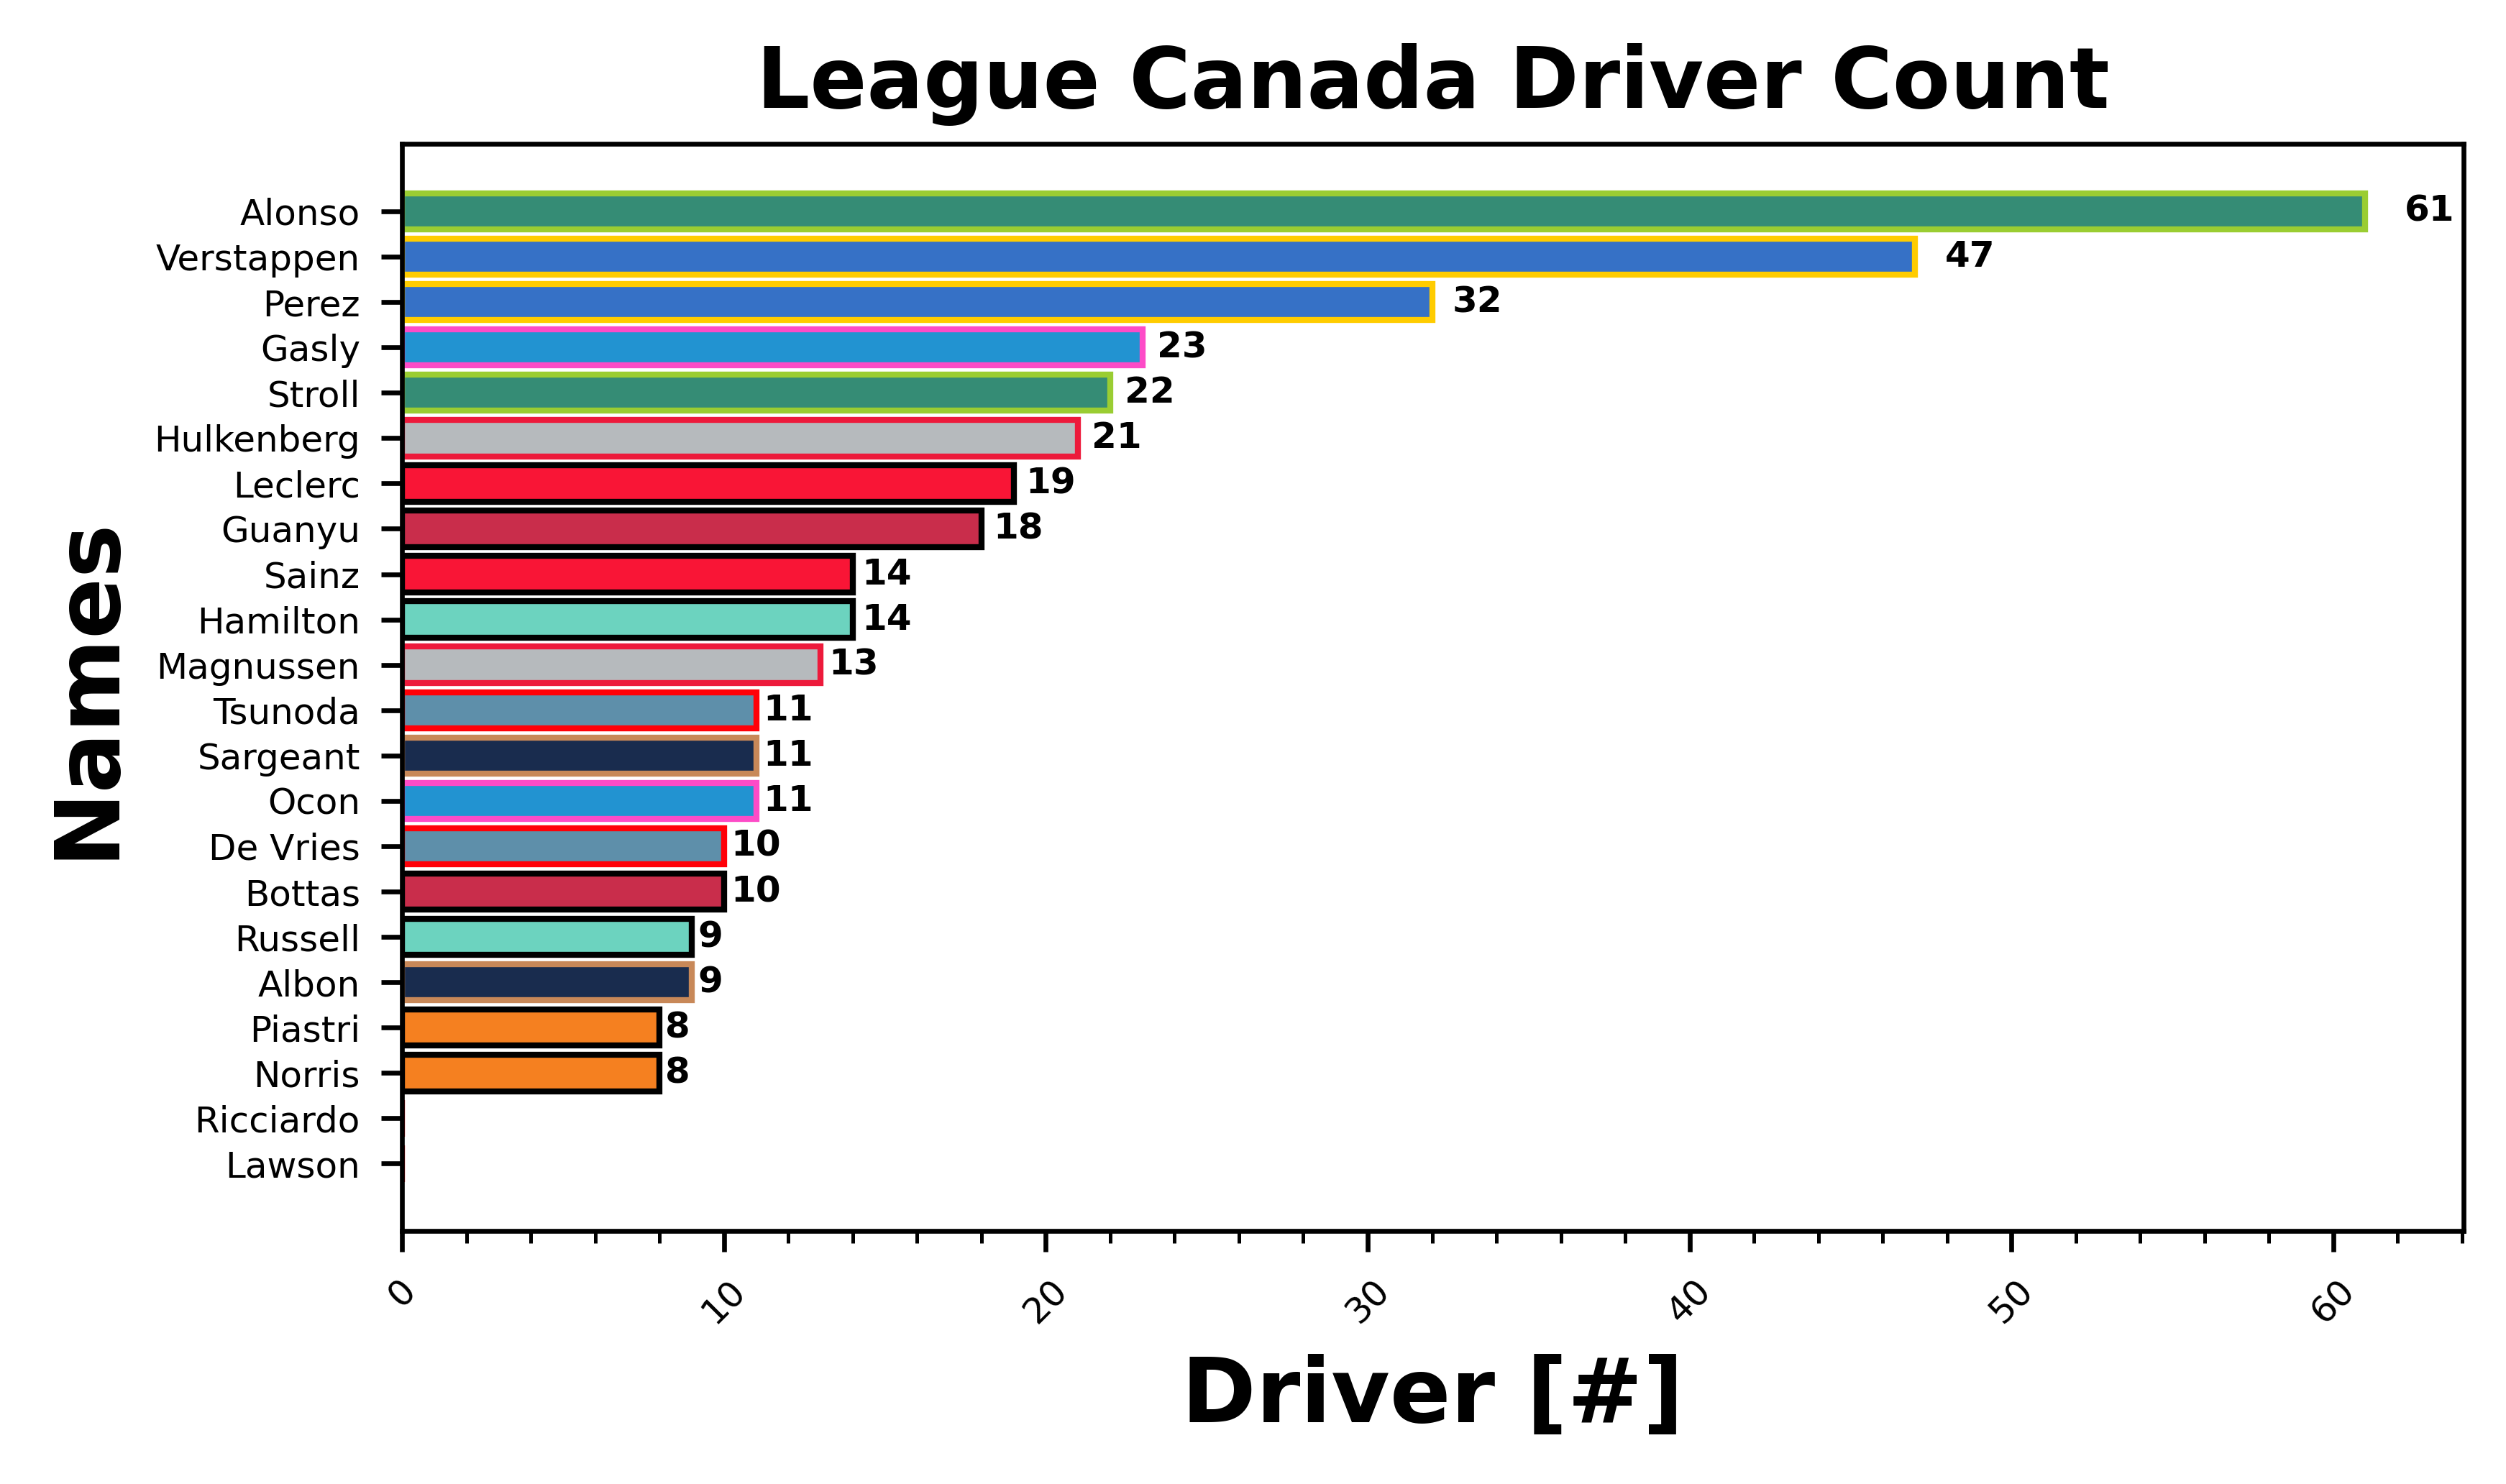 League Canada Driver Count
Names
Alonso 61
Verstappen 47
Perez 32
Gasly 23
Stroll 22
Hulkenberg 21
Leclerc 19
Guanyu 18
Sainz 14
Hamilton 14
Magnussen 13
Tsunoda 11
Sargeant 11
Ocon 11
De Vries 10
Bottas 10
Russell 9
Albon 9
Piastri 8
Norris 8
Ricciardo
Lawson
0 10 20 30 40 50 60
Driver [#]